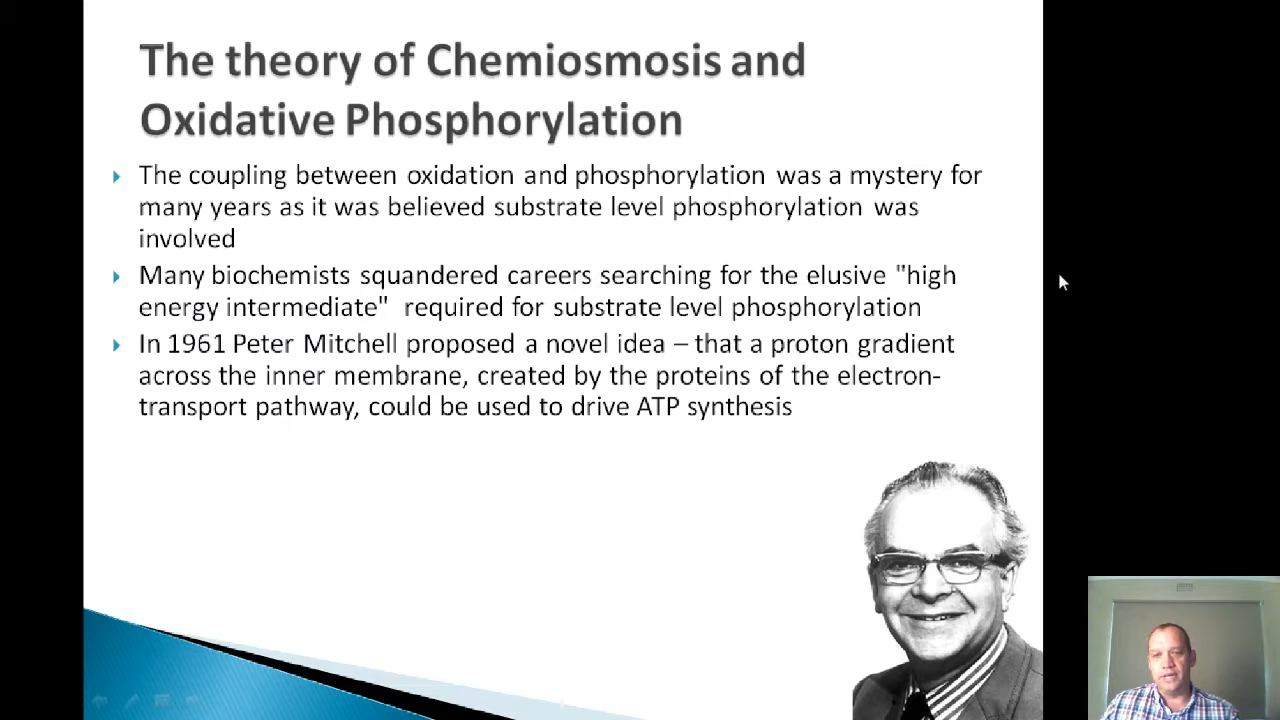 The theory of Chemiosmosis and
Oxidative Phosphorylation
The coupling between oxidation and phosphorylation was a mystery for
many years as it was believed substrate level phosphorylation was
involved
Many biochemists squandered careers searching for the elusive "high
energy intermediate" required for substrate level phosphorylation
In 1961 Peter Mitchell proposed a novel idea – that a proton gradient
across the inner membrane, created by the proteins of the electron-
transport pathway, could be used to drive ATP synthesis